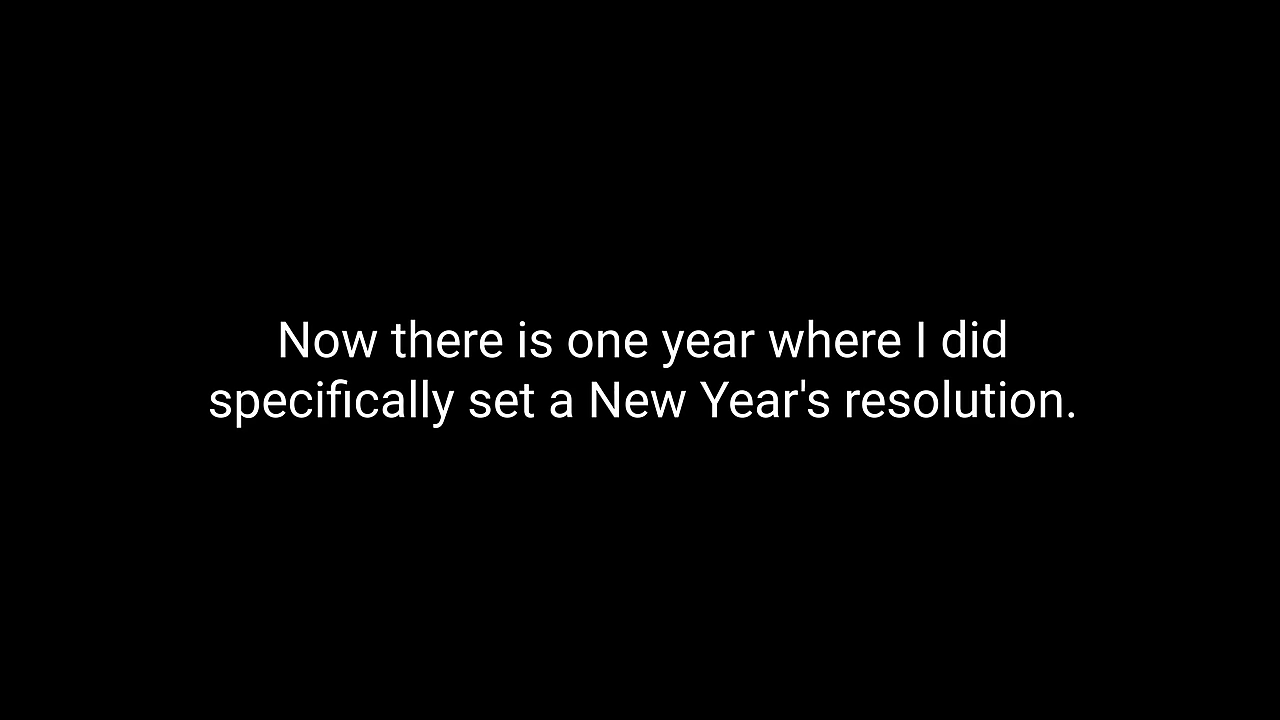 Now there is one year where I did
specifically set a New Year's resolution.